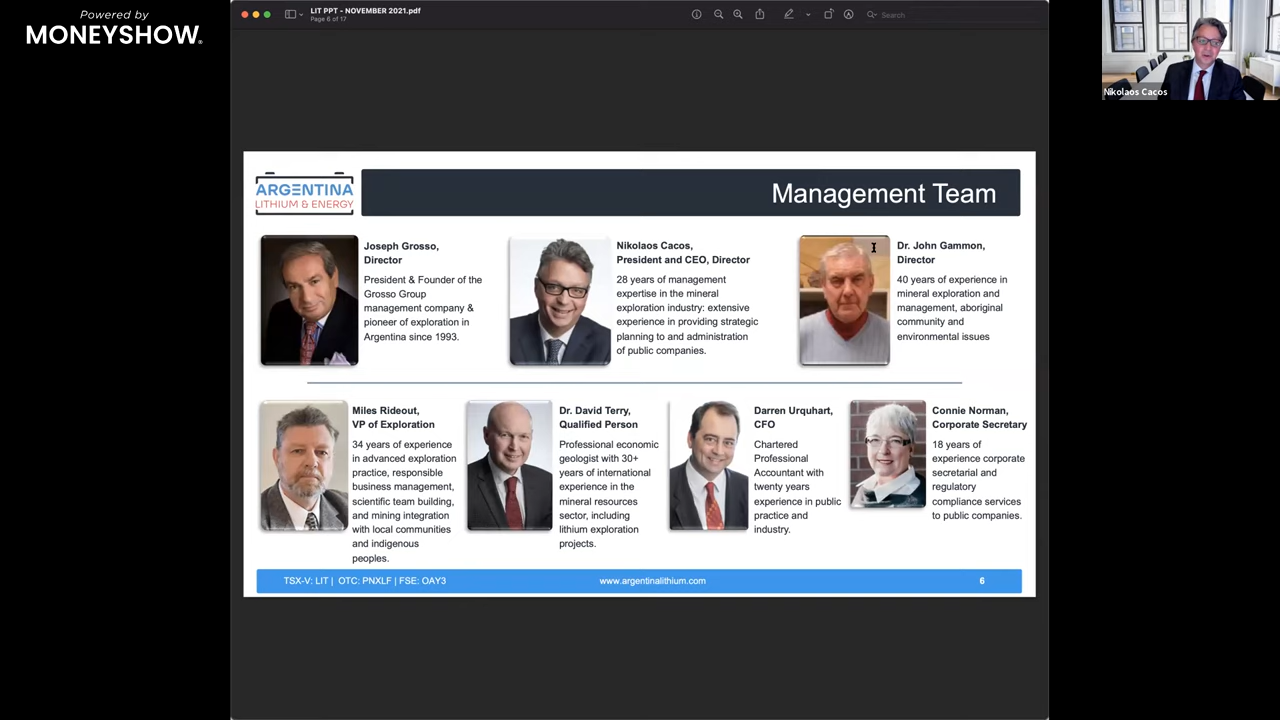 Powered by
MONEYSHOW.
LIT PPT - NOVEMBER 2021.pdf
Page 6 of 17
Search
Nikolaos Cacos
ARGENTINA
LITHIUM & ENERGY
Management Team
Joseph Grosso,
Director
President & Founder of the
Grosso Group
management company &
pioneer of exploration in
Argentina since 1993.
Nikolaos Cacos,
President and CEO, Director
28 years of management
expertise in the mineral
exploration industry: extensive
experience in providing strategic
planning to and administration
of public companies.
Dr. John Gammon,
Director
40 years of experience in
mineral exploration and
management, aboriginal
community and
environmental issues
Miles Rideout,
VP of Exploration
34 years of experience
in advanced exploration
practice, responsible
business management,
scientific team building,
and mining integration
with local communities
and indigenous
peoples.
Dr. David Terry,
Qualified Person
Professional economic
geologist with 30+
years of international
experience in the
mineral resources
sector, including
lithium exploration
projects.
Darren Urquhart,
CFO
Chartered
Professional
Accountant with
twenty years
experience in public
practice and
industry.
Connie Norman,
Corporate Secretary
18 years of
experience corporate
secretarial and
regulatory
compliance services
to public companies.
TSX-V: LIT | OTC: PNXLF | FSE: OAY3
www.argentinalithium.com
6